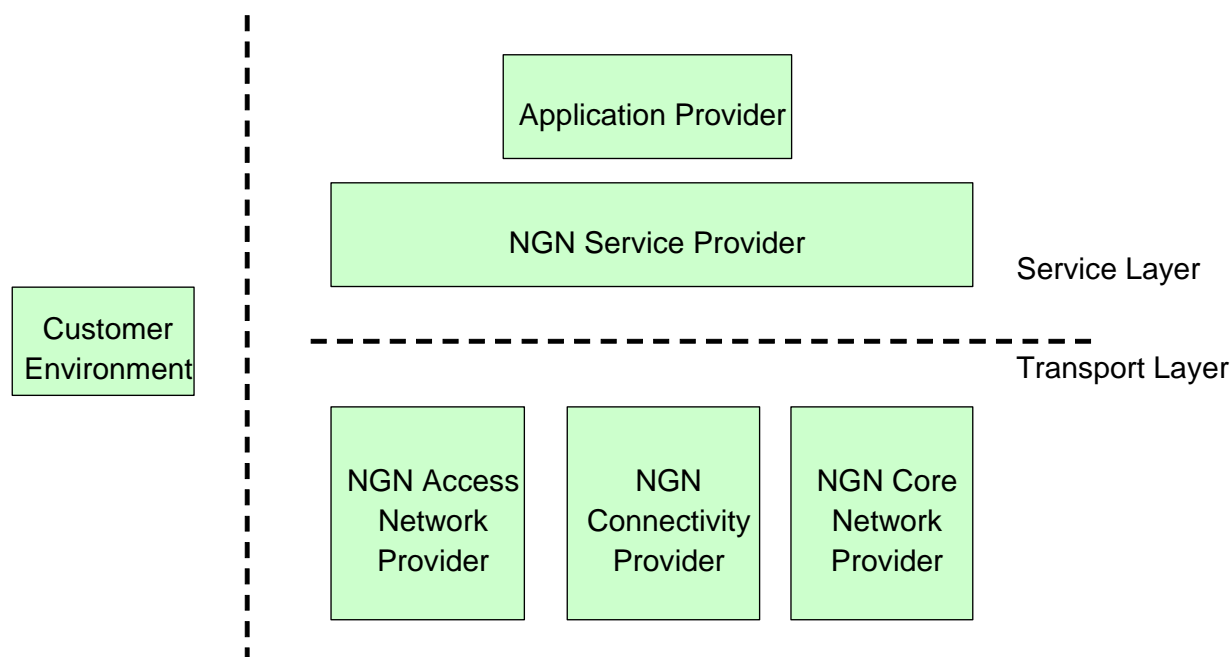 Application Provider
NGN Service Provider
Service Layer
Customer
Environment
Transport Layer
NGN Access
Network
Provider
NGN
Connectivity
Provider
NGN Core
Network
Provider